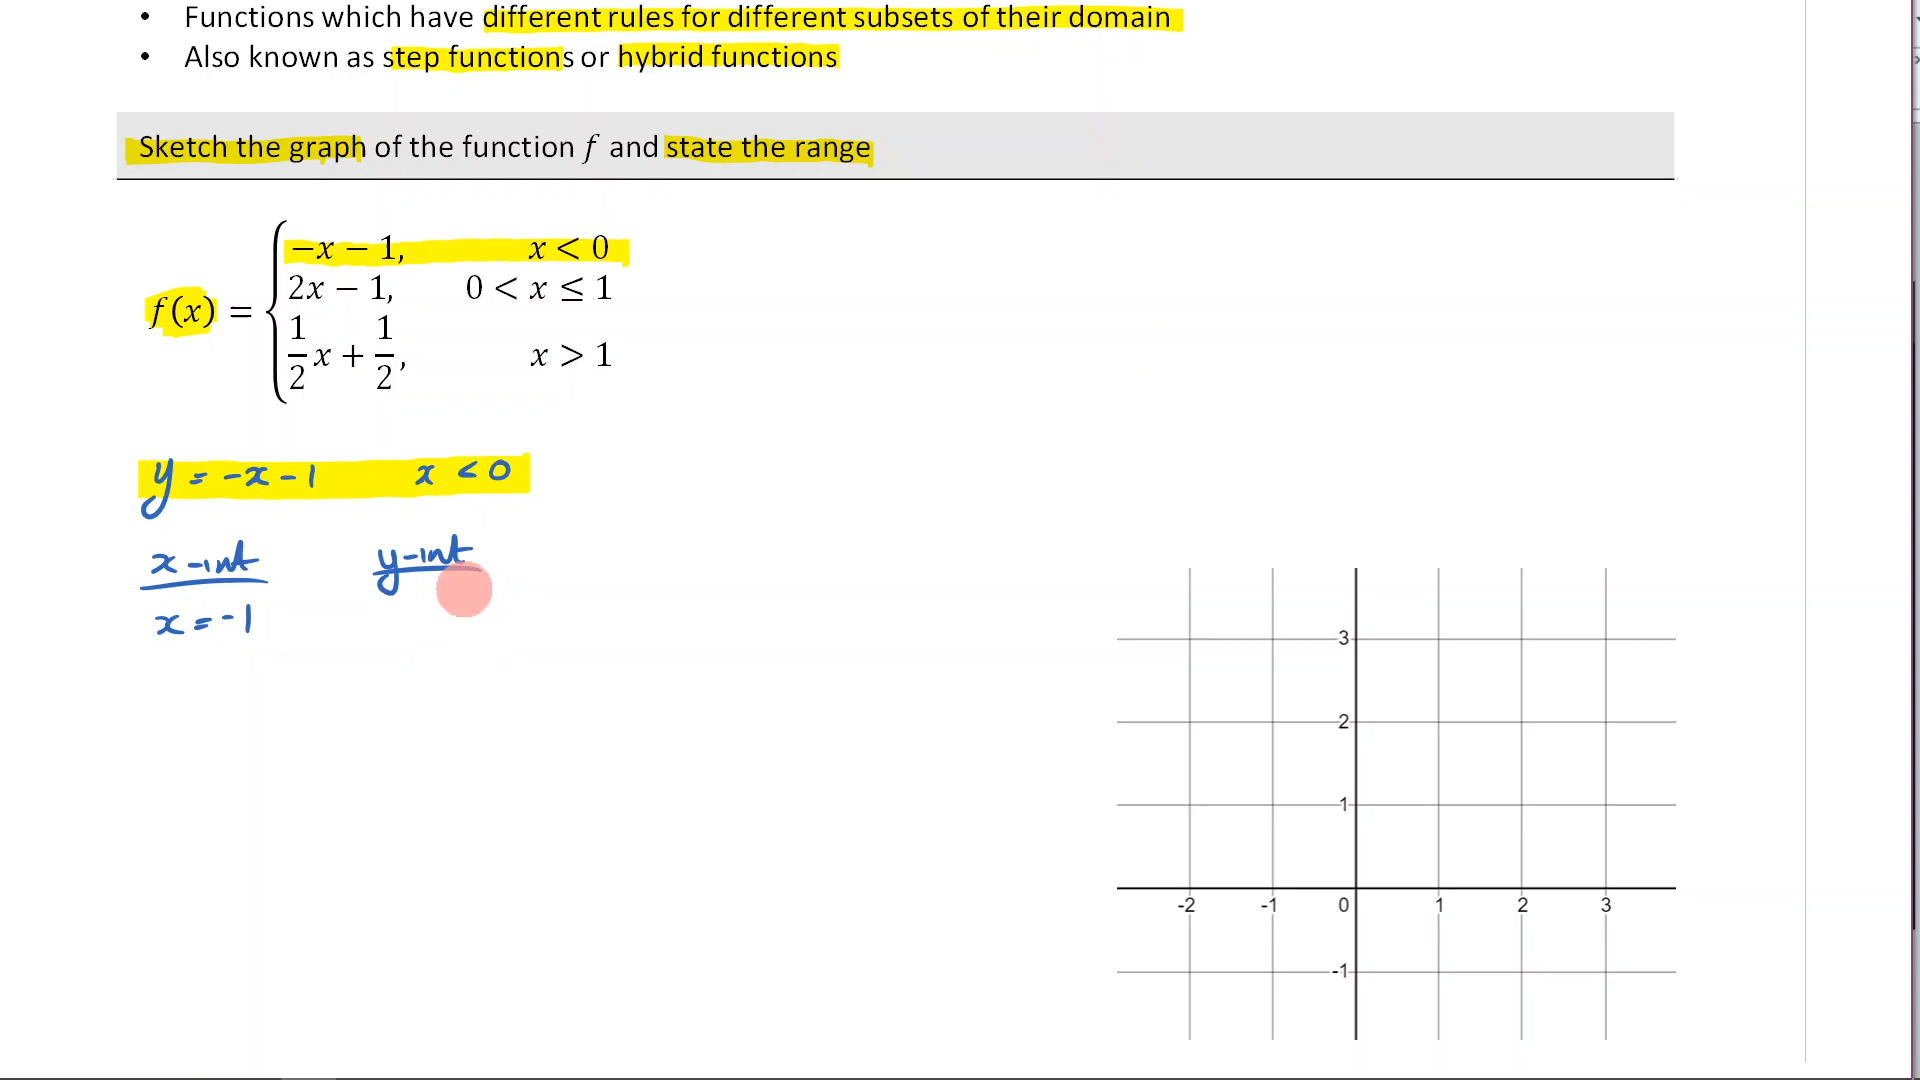 • Functions which have different rules for different subsets of their domain
• Also known as step functions or hybrid functions
Sketch the graph of the function f and state the range
f(x) = { −x − 1, x < 0
2x − 1, 0 < x ≤ 1
1/2 x + 1/2, x > 1
y = -x - 1 x < 0
x-int y-int
x = -1
3
2
1
-2 -1 0 1 2 3
-1